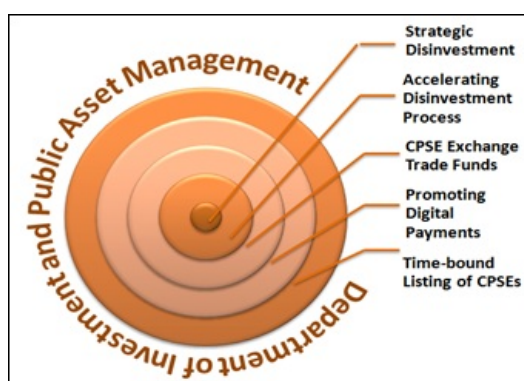 Department of Investment and Public Asset Management
Strategic
Disinvestment
Accelerating
Disinvestment
Process
CPSE Exchange
Trade Funds
Promoting
Digital
Payments
Time-bound
Listing of CPSEs